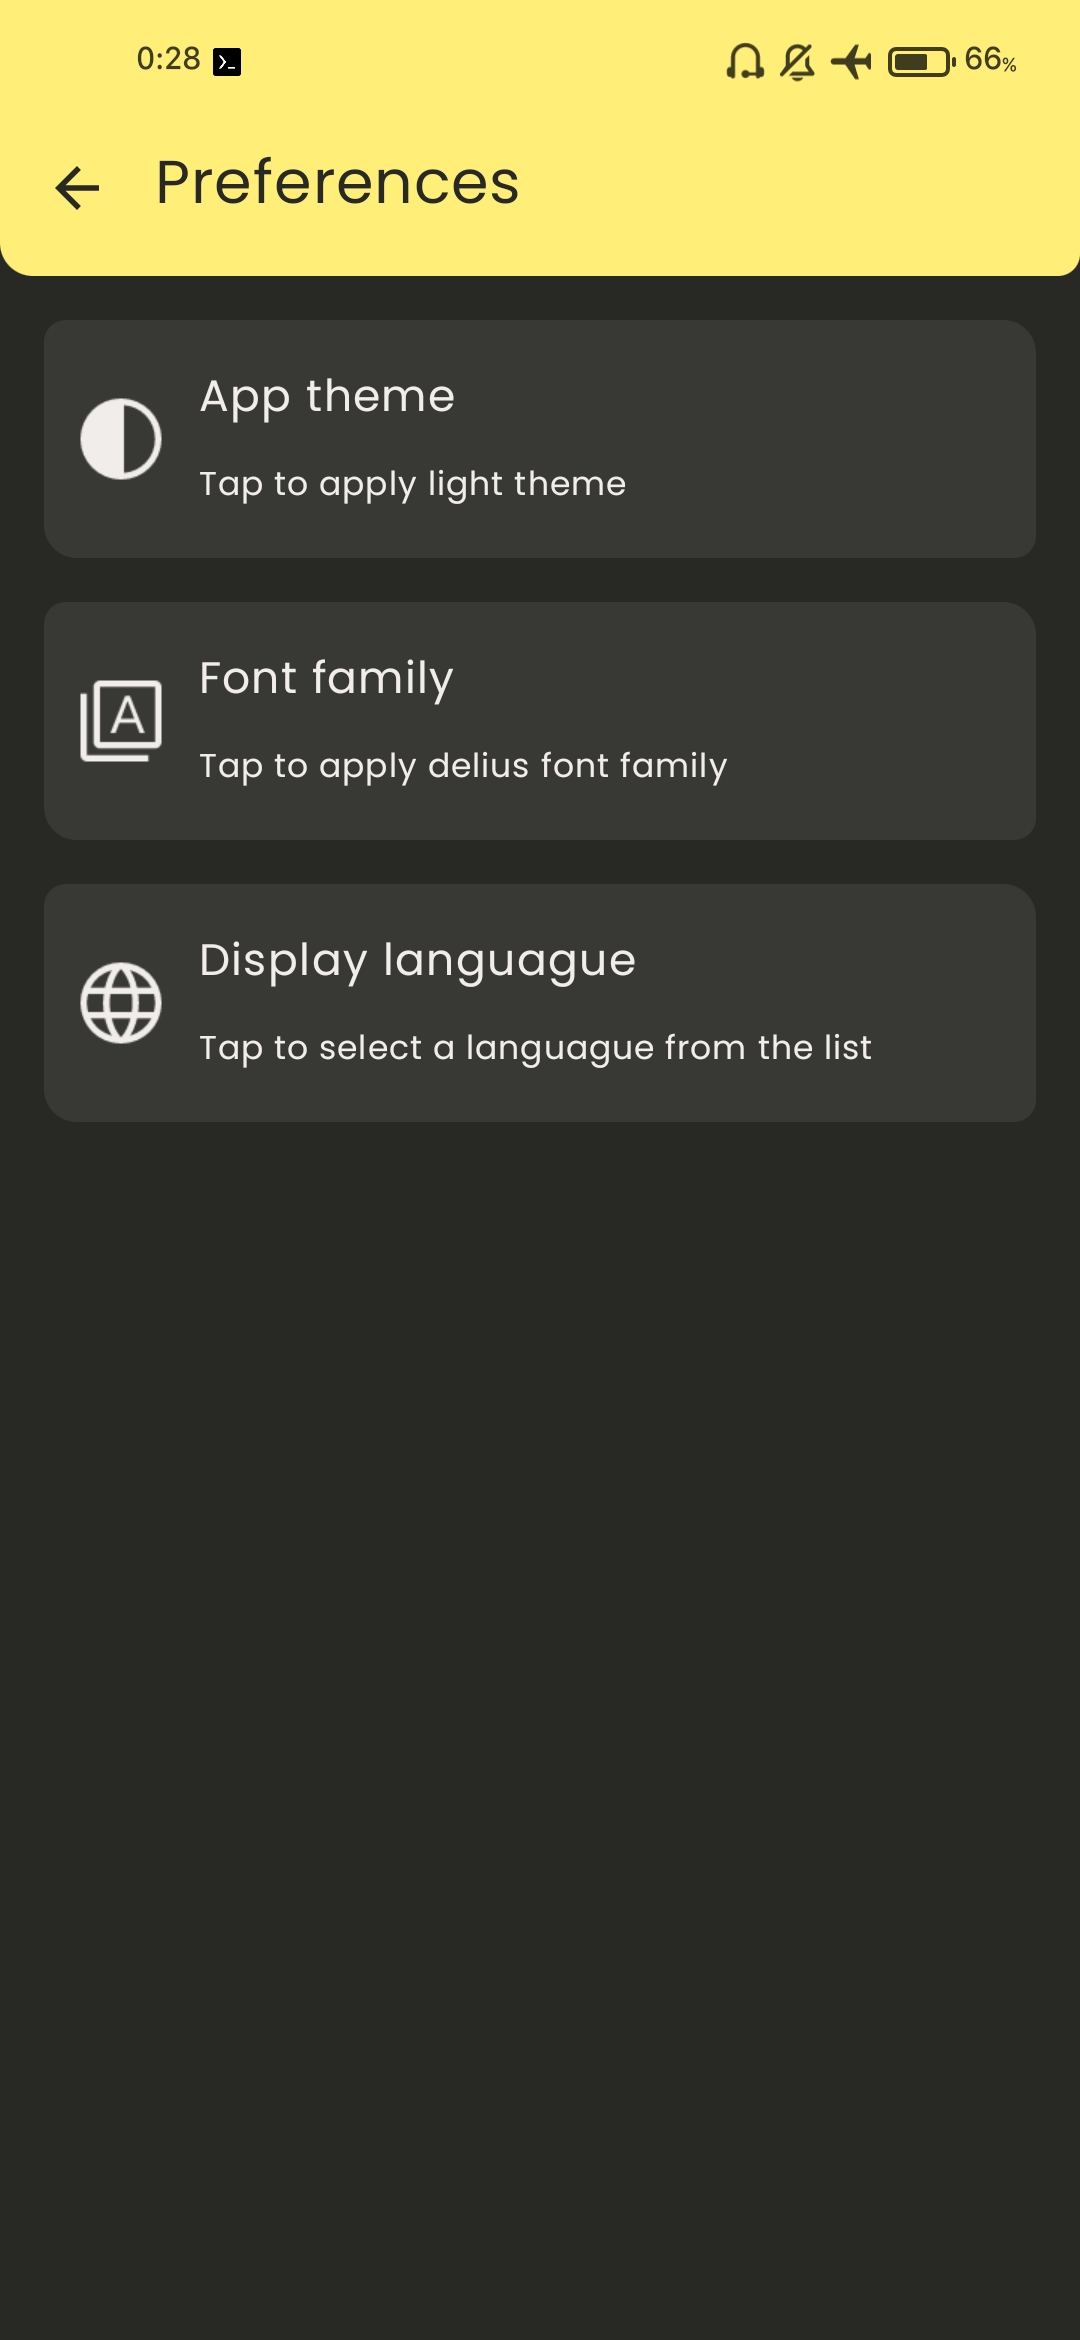 0:28 66%
Preferences
App theme
Tap to apply light theme
A
Font family
Tap to apply delius font family
Display languague
Tap to select a languague from the list